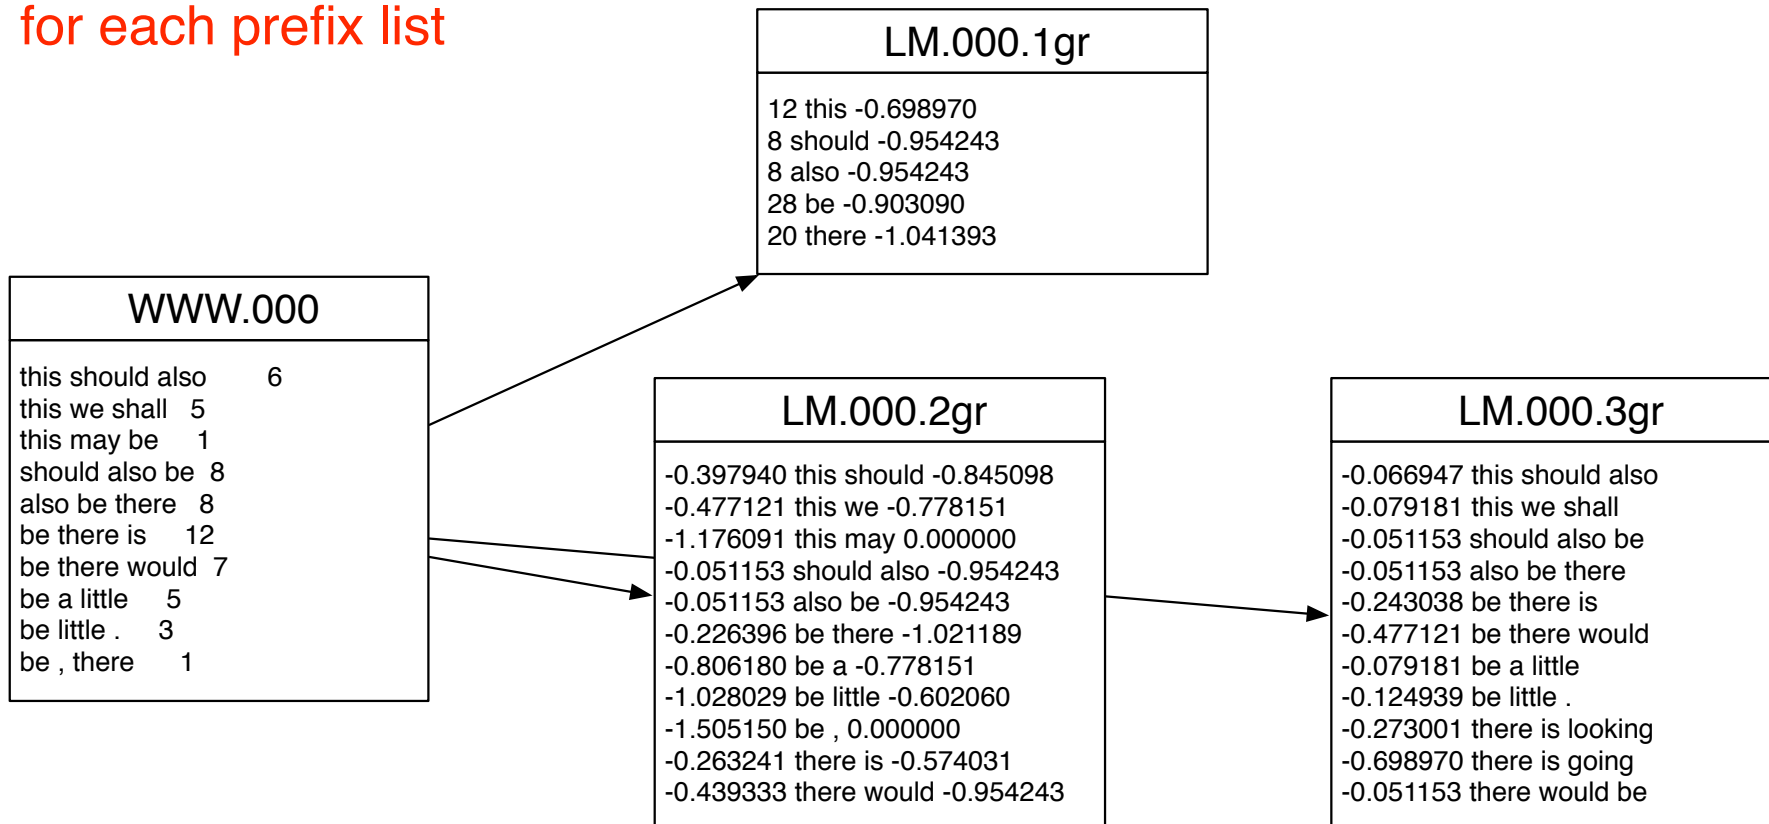 for each prefix list
LM.000.1gr
12 this -0.698970
8 should -0.954243
8 also -0.954243
28 be -0.903090
20 there -1.041393
WWW.000
this should also 6
this we shall 5
this may be 1
should also be 8
also be there 8
be there is 12
be there would 7
be a little 5
be little . 3
be , there 1
LM.000.2gr
-0.397940 this should -0.845098
-0.477121 this we -0.778151
-1.176091 this may 0.000000
-0.051153 should also -0.954243
-0.051153 also be -0.954243
-0.226396 be there -1.021189
-0.806180 be a -0.778151
-1.028029 be little -0.602060
-1.505150 be , 0.000000
-0.263241 there is -0.574031
-0.439333 there would -0.954243
LM.000.3gr
-0.066947 this should also
-0.079181 this we shall
-0.051153 should also be
-0.051153 also be there
-0.243038 be there is
-0.477121 be there would
-0.079181 be a little
-0.124939 be little .
-0.273001 there is looking
-0.698970 there is going
-0.051153 there would be